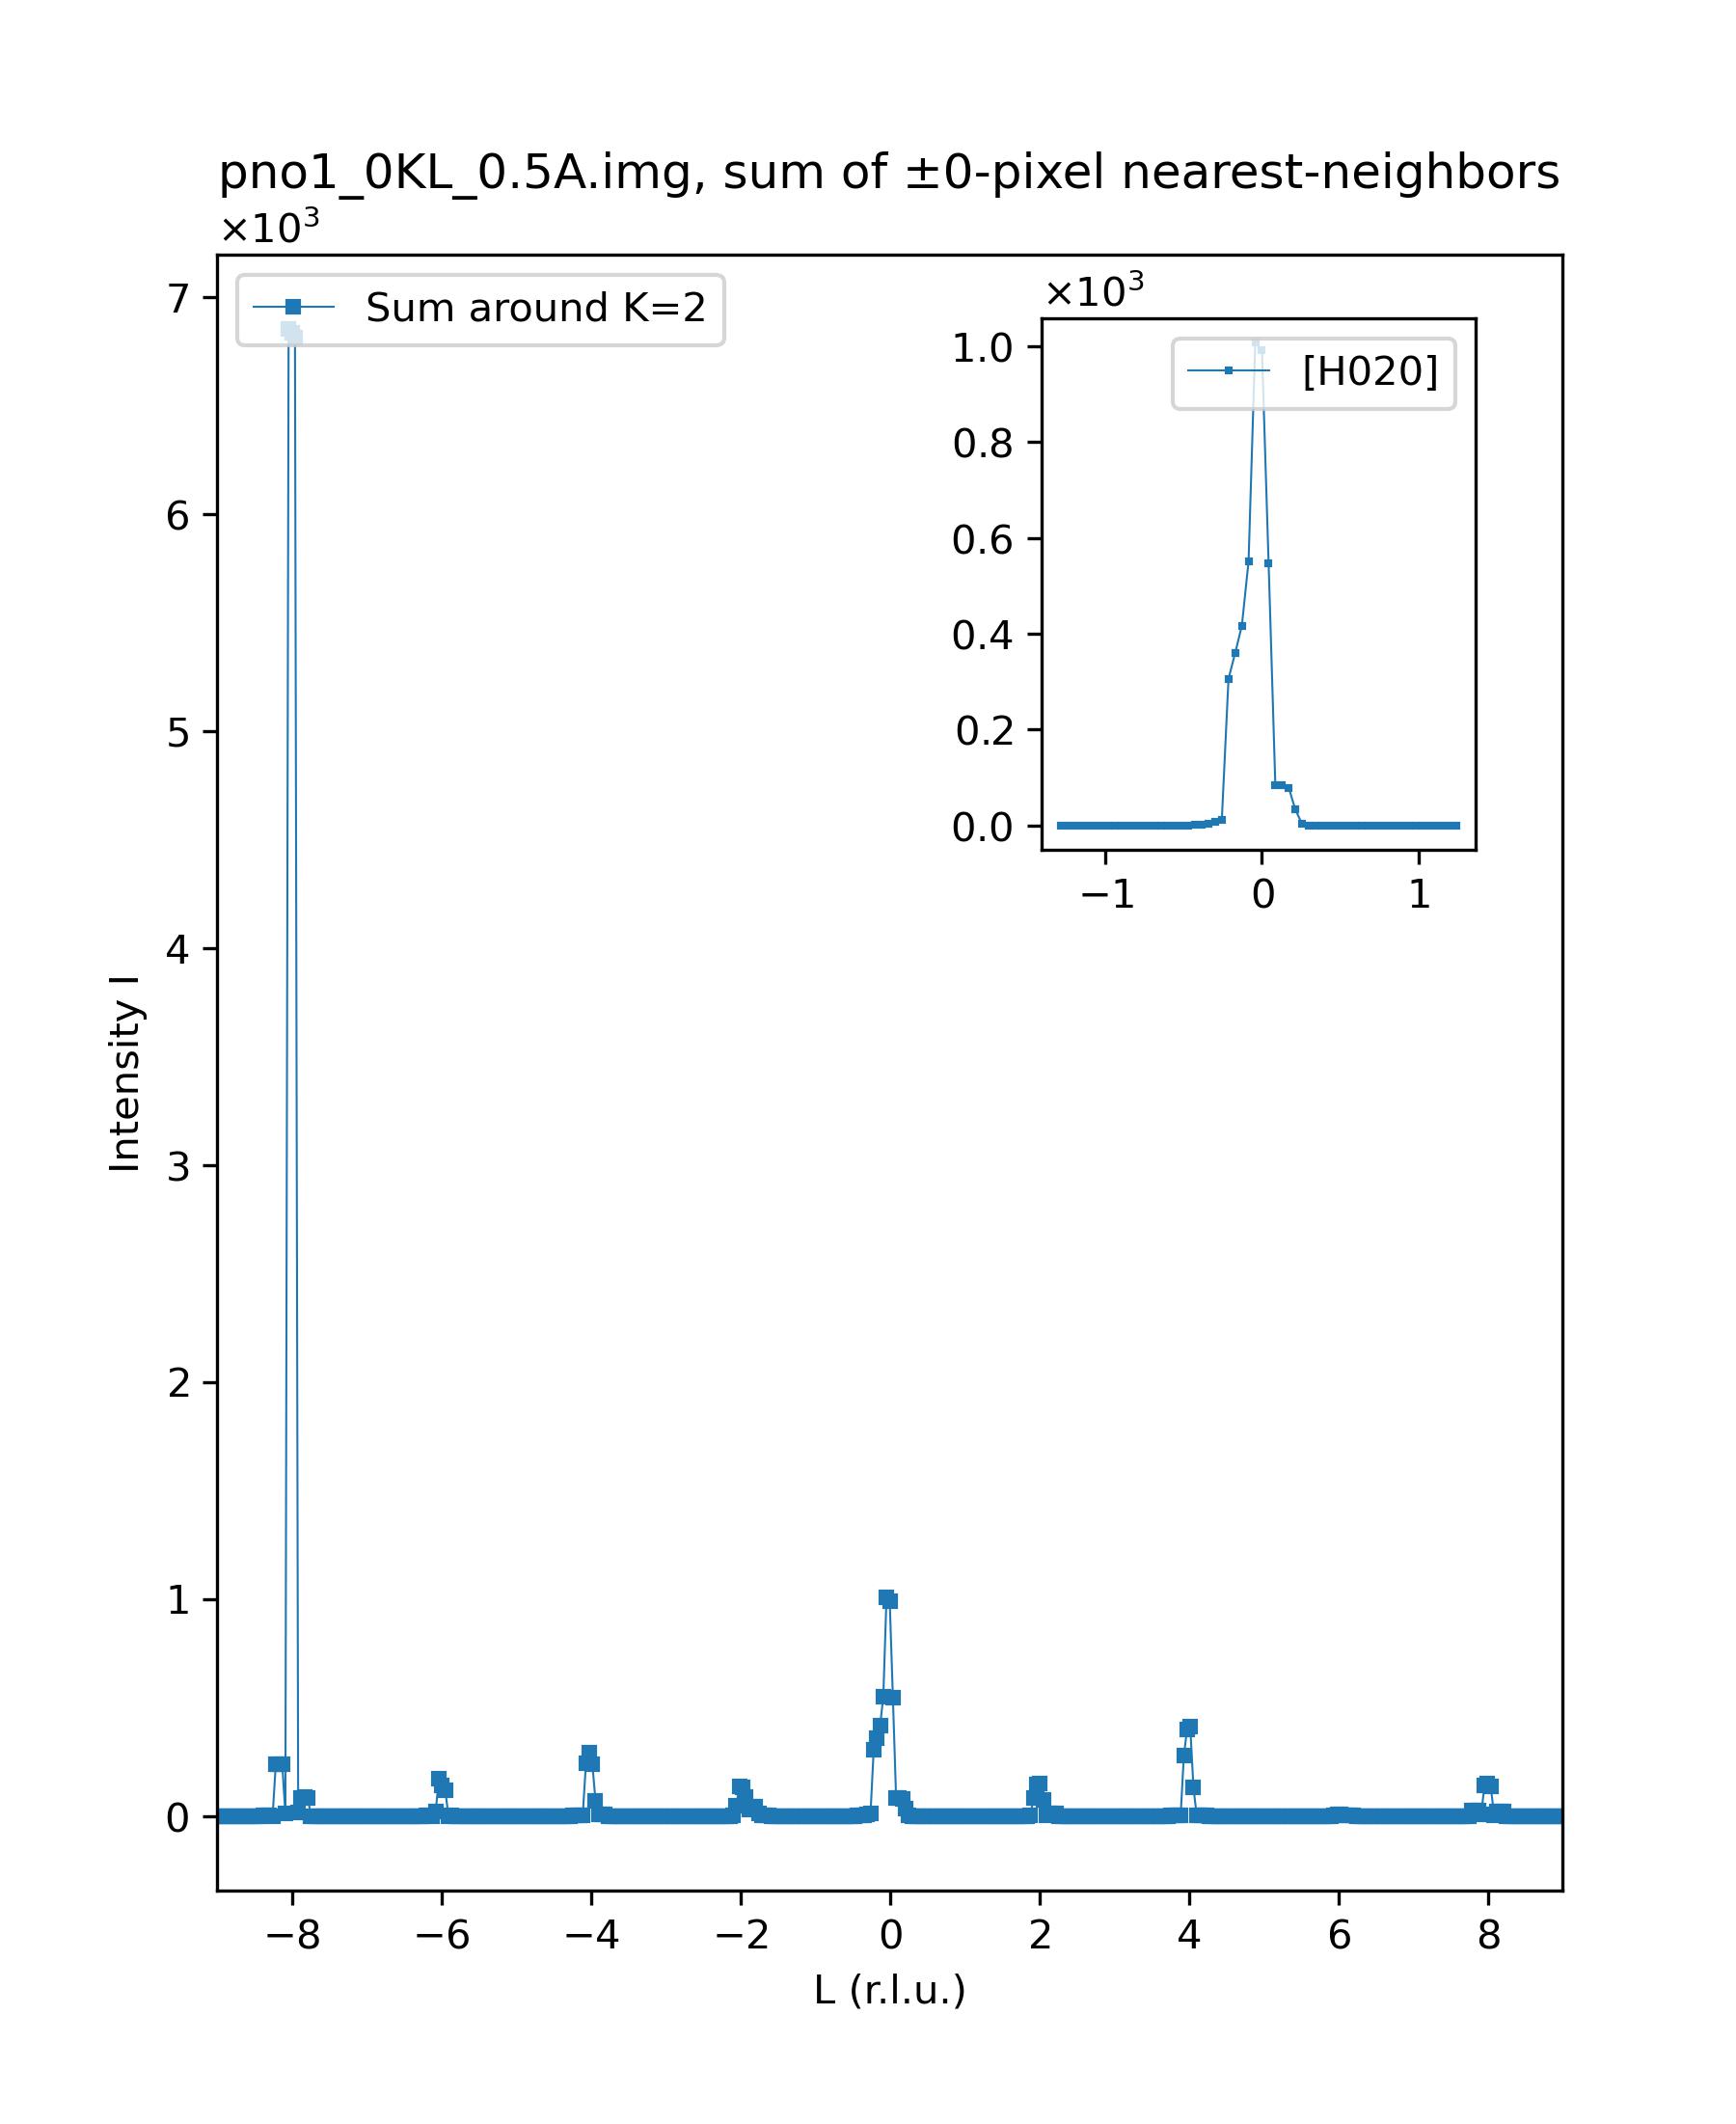 pno1_0KL_0.5A.img, sum of ±0-pixel nearest-neighbors
×10³
Sum around K=2
7
6
5
4
3
2
1
0
Intensity I
−8 −6 −4 −2 0 2 4 6 8
L (r.l.u.)
×10³
[H020]
1.0
0.8
0.6
0.4
0.2
0.0
−1 0 1